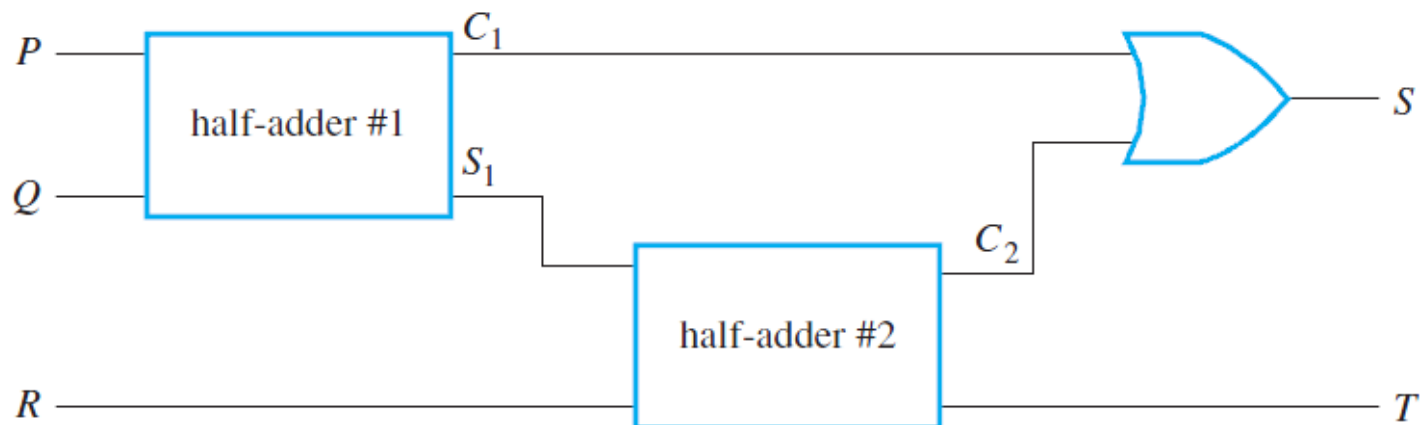 P C₁
half-adder #1 S
Q S₁
C₂
half-adder #2
R T